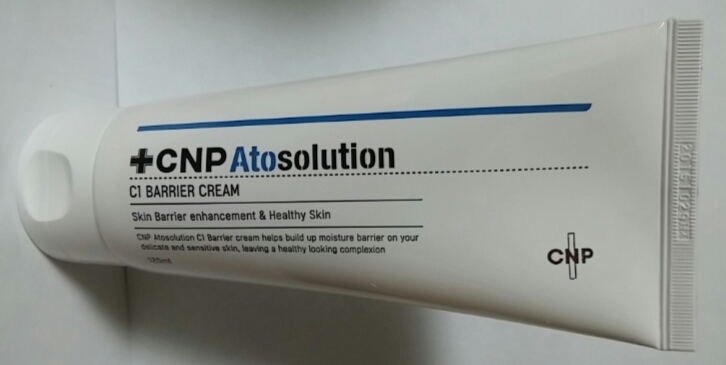 +CNP Atosolution
C1 BARRIER CREAM
Skin Barrier enhancement & Healthy Skin
CNP Atosolution C1 Barrier cream helps build up moisture barrier on your
delicate and sensitive skin, leaving a healthy looking complexion
CNP